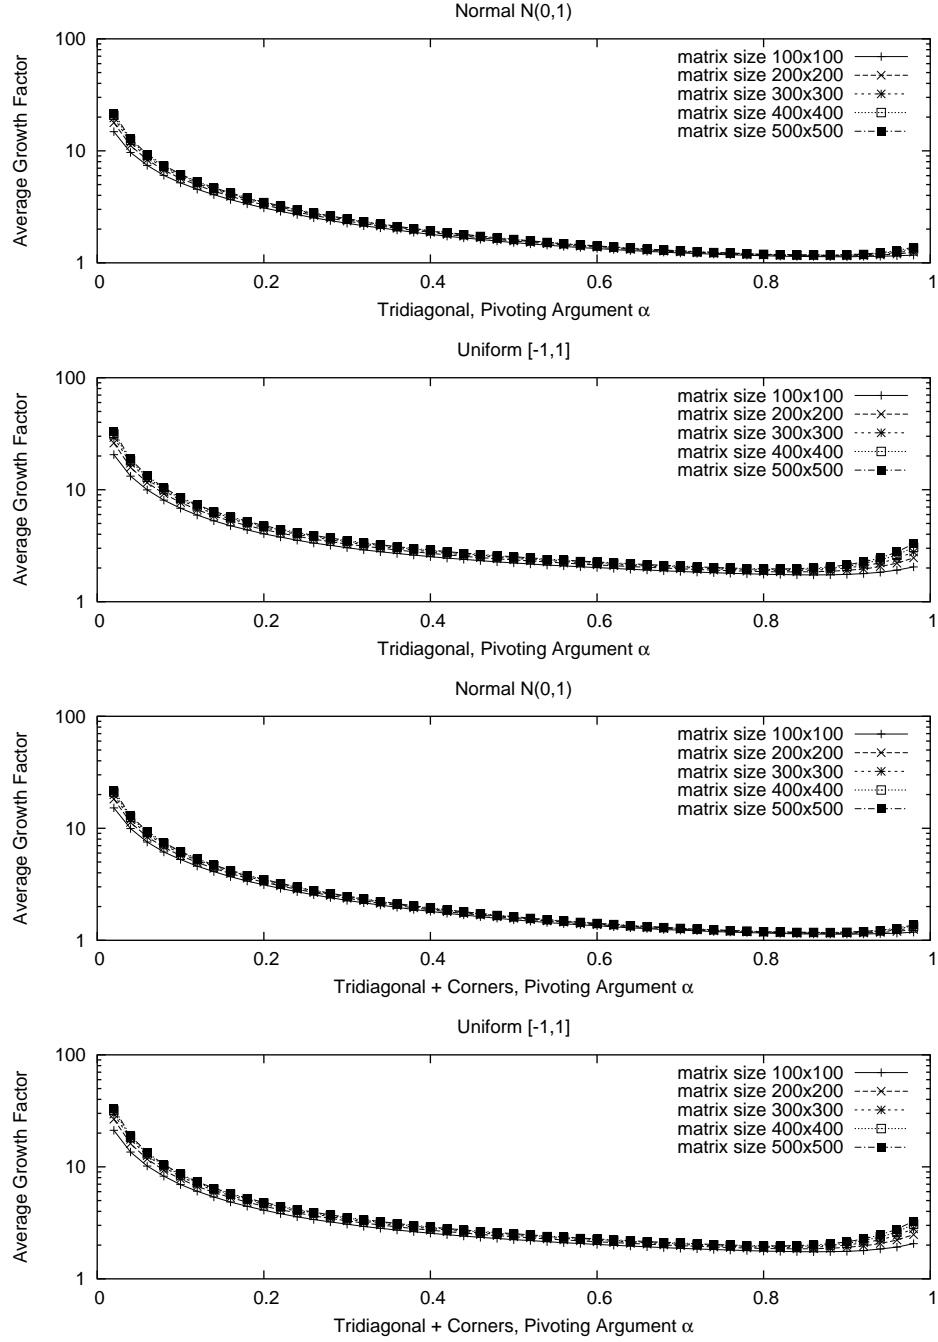 Normal N(0,1)
100
10
1
Average Growth Factor
matrix size 100x100
matrix size 200x200
matrix size 300x300
matrix size 400x400
matrix size 500x500
0 0.2 0.4 0.6 0.8 1
Tridiagonal, Pivoting Argument α
Uniform [-1,1]
100
10
1
Average Growth Factor
matrix size 100x100
matrix size 200x200
matrix size 300x300
matrix size 400x400
matrix size 500x500
0 0.2 0.4 0.6 0.8 1
Tridiagonal, Pivoting Argument α
Normal N(0,1)
100
10
1
Average Growth Factor
matrix size 100x100
matrix size 200x200
matrix size 300x300
matrix size 400x400
matrix size 500x500
0 0.2 0.4 0.6 0.8 1
Tridiagonal + Corners, Pivoting Argument α
Uniform [-1,1]
100
10
1
Average Growth Factor
matrix size 100x100
matrix size 200x200
matrix size 300x300
matrix size 400x400
matrix size 500x500
0 0.2 0.4 0.6 0.8 1
Tridiagonal + Corners, Pivoting Argument α